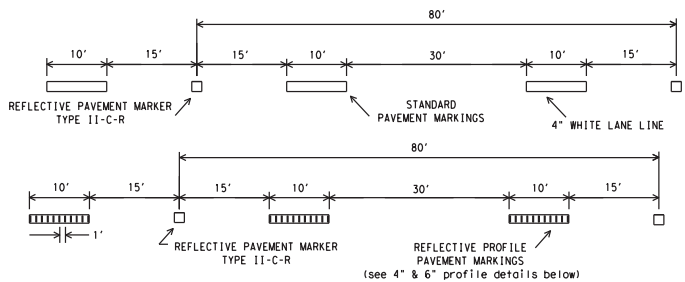 80'
10'
15'
15'
10'
30'
10'
15'
REFLECTIVE PAVEMENT MARKER
TYPE II-C-R
STANDARD
PAVEMENT MARKINGS
4" WHITE LANE LINE
80'
10'
15'
15'
10'
30'
10'
15'
1'
REFLECTIVE PAVEMENT MARKER
TYPE II-C-R
REFLECTIVE PROFILE
PAVEMENT MARKINGS
(see 4" & 6" profile details below)